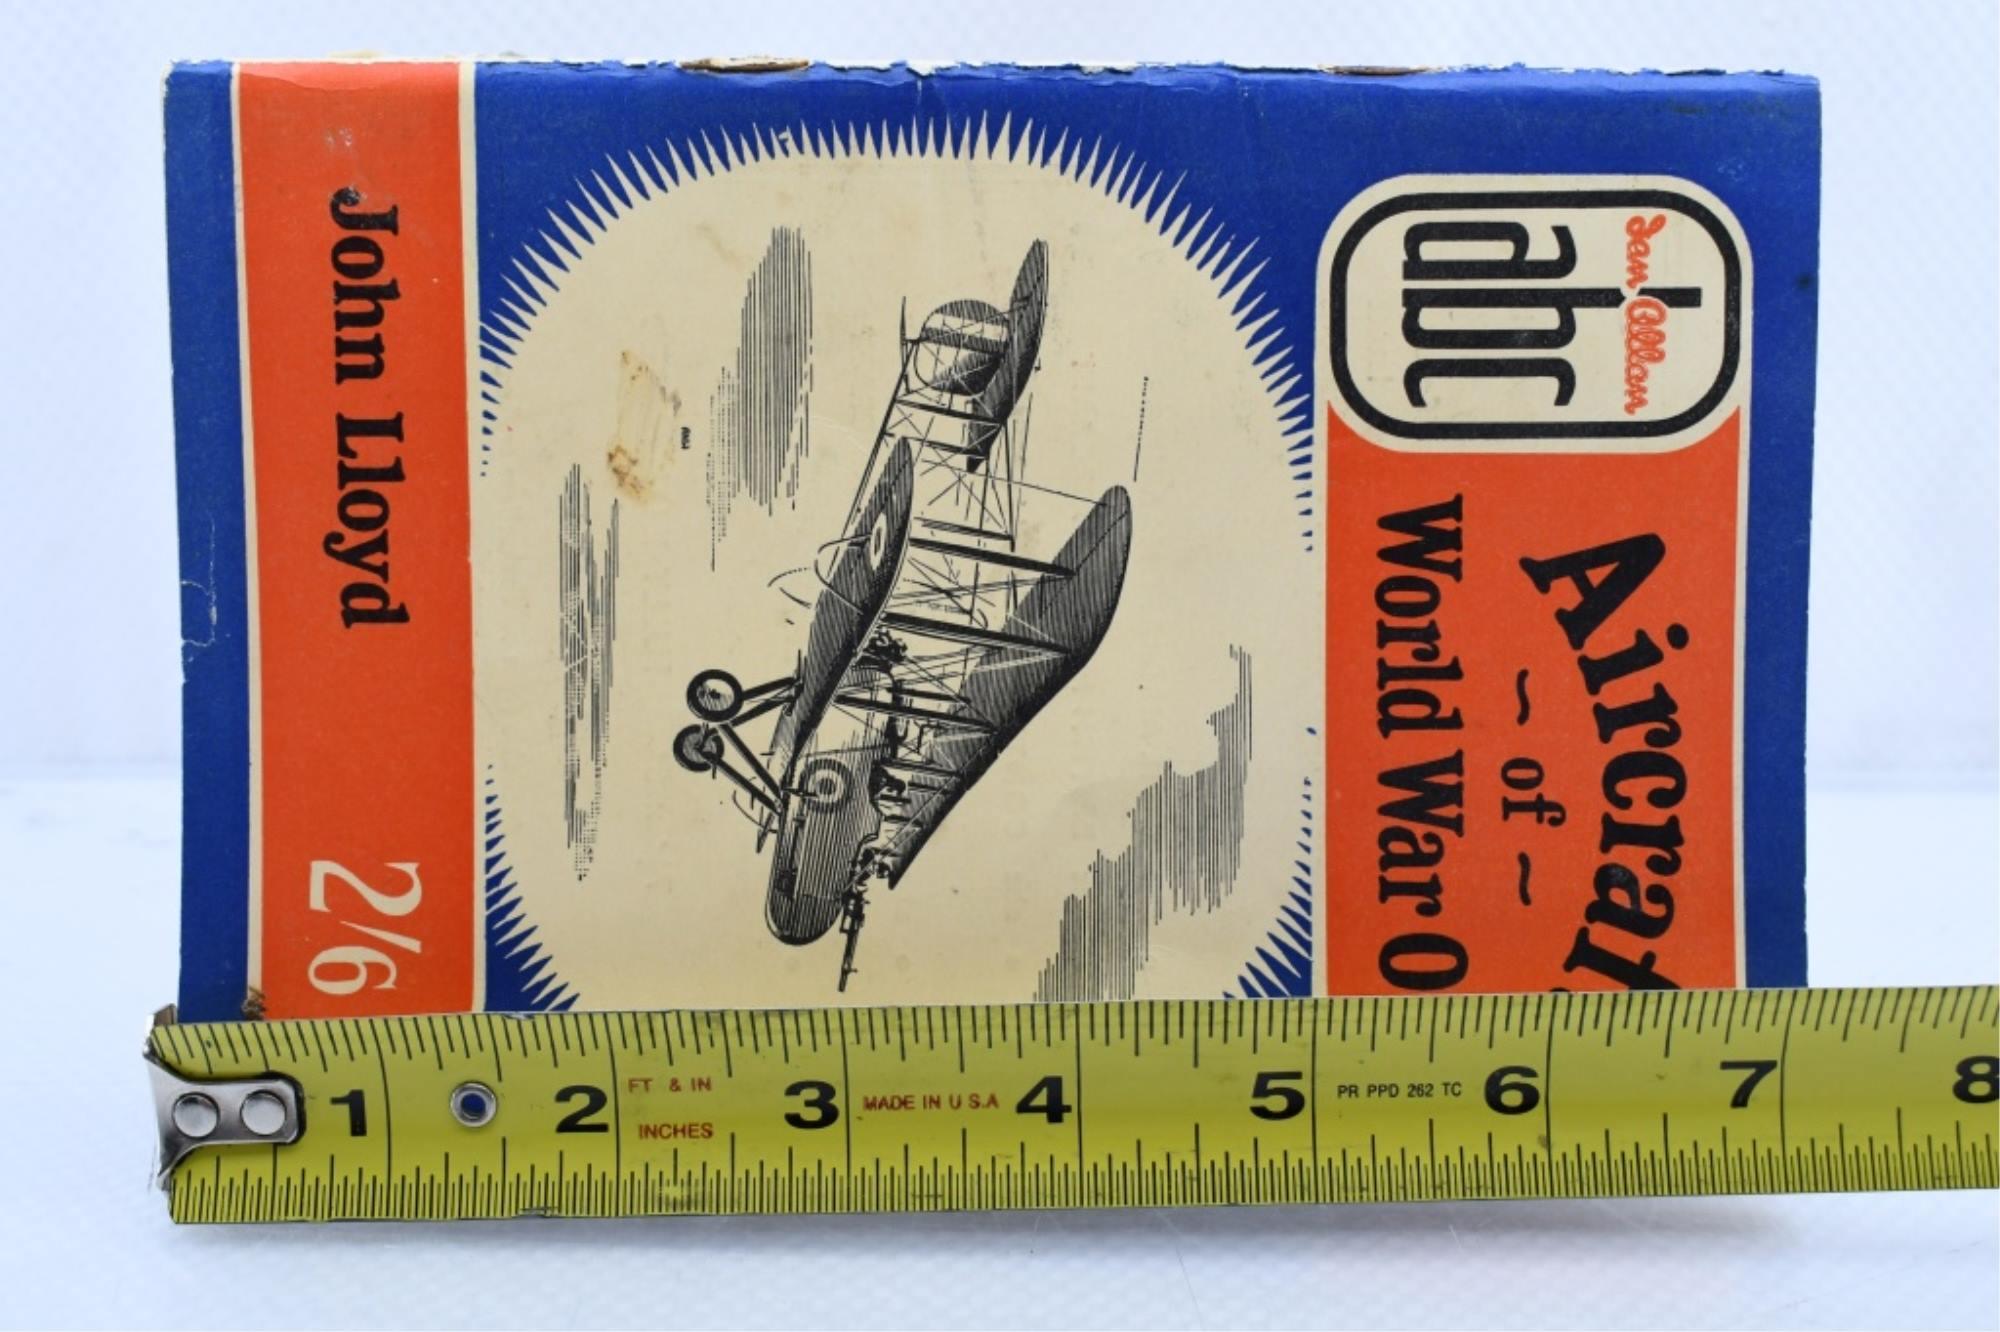 Ian Allan
abc
Aircraf
~ of ~
World War O
John Lloyd
2/6
1 2 3 4 5 6 7 8
FT & IN
INCHES
MADE IN U S.A
PR PPD 262 TC